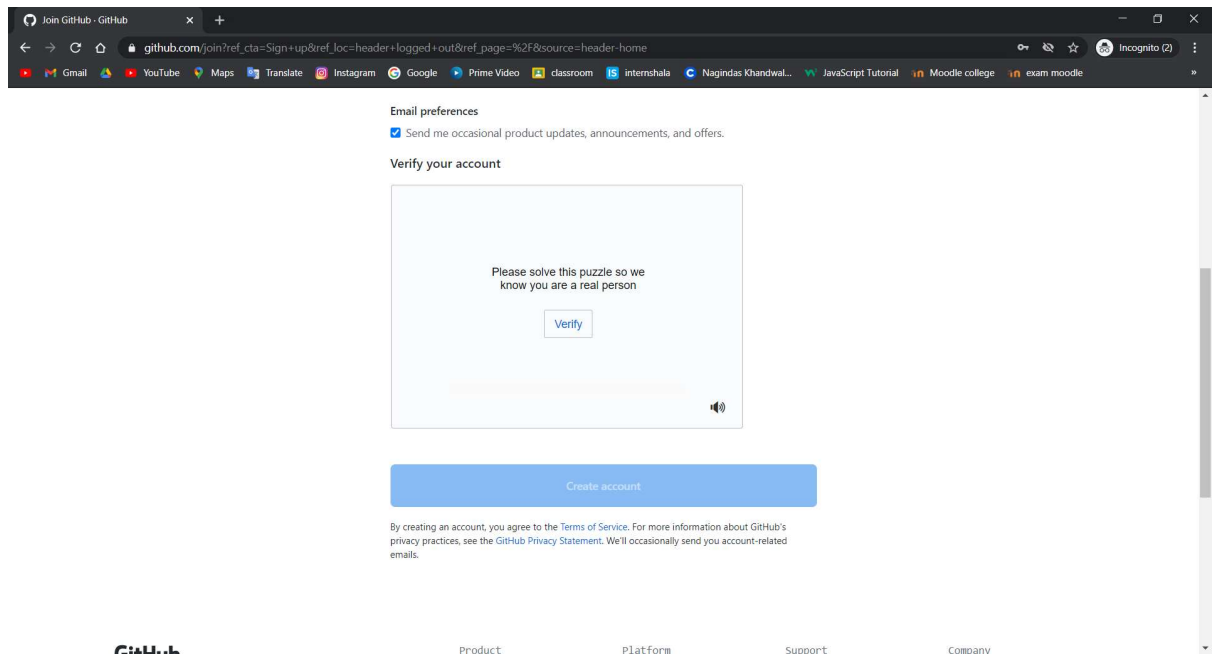 Join GitHub · GitHub
github.com/join?ref_cta=Sign+up&ref_loc=header+logged+out&ref_page=%2F&source=header-home
Incognito (2)
Gmail YouTube Maps Translate Instagram Google Prime Video classroom internshala Nagindas Khandwal... JavaScript Tutorial Moodle college exam moodle »
Email preferences
Send me occasional product updates, announcements, and offers.
Verify your account
Please solve this puzzle so we
know you are a real person
Verify
Create account
By creating an account, you agree to the Terms of Service. For more information about GitHub's
privacy practices, see the GitHub Privacy Statement. We'll occasionally send you account-related
emails.
GitHub Product Platform Support Company